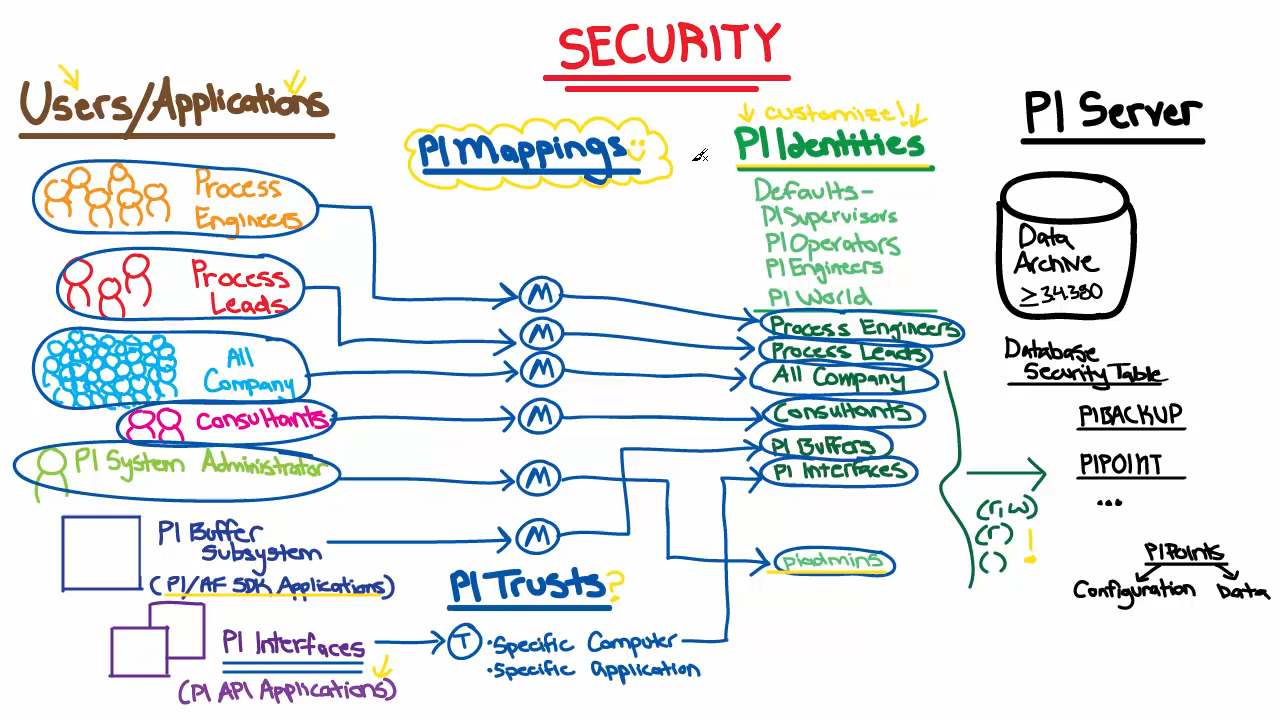 SECURITY
Users/Applications
Process
Engineers
Process
Leads
All
Company
Consultants
PI System Administrator
PI Buffer
Subsystem
(PI/AF SDK Applications)
PI Interfaces
(PI API Applications)
PI Mappings
M
M
M
M
M
M
PI Trusts?
T
·Specific Computer
·Specific Application
customize!
PI Identities
Defaults-
PI Supervisors
PI Operators
PI Engineers
PI World
Process Engineers
Process Leads
All Company
Consultants
PI Buffers
PI Interfaces
piadmins
(r,w)
(r)
()
!
PI Server
Data
Archive
≥3.4.380
Database
Security Table
PIBACKUP
PIPOINT
...
PI Points
Configuration
Data